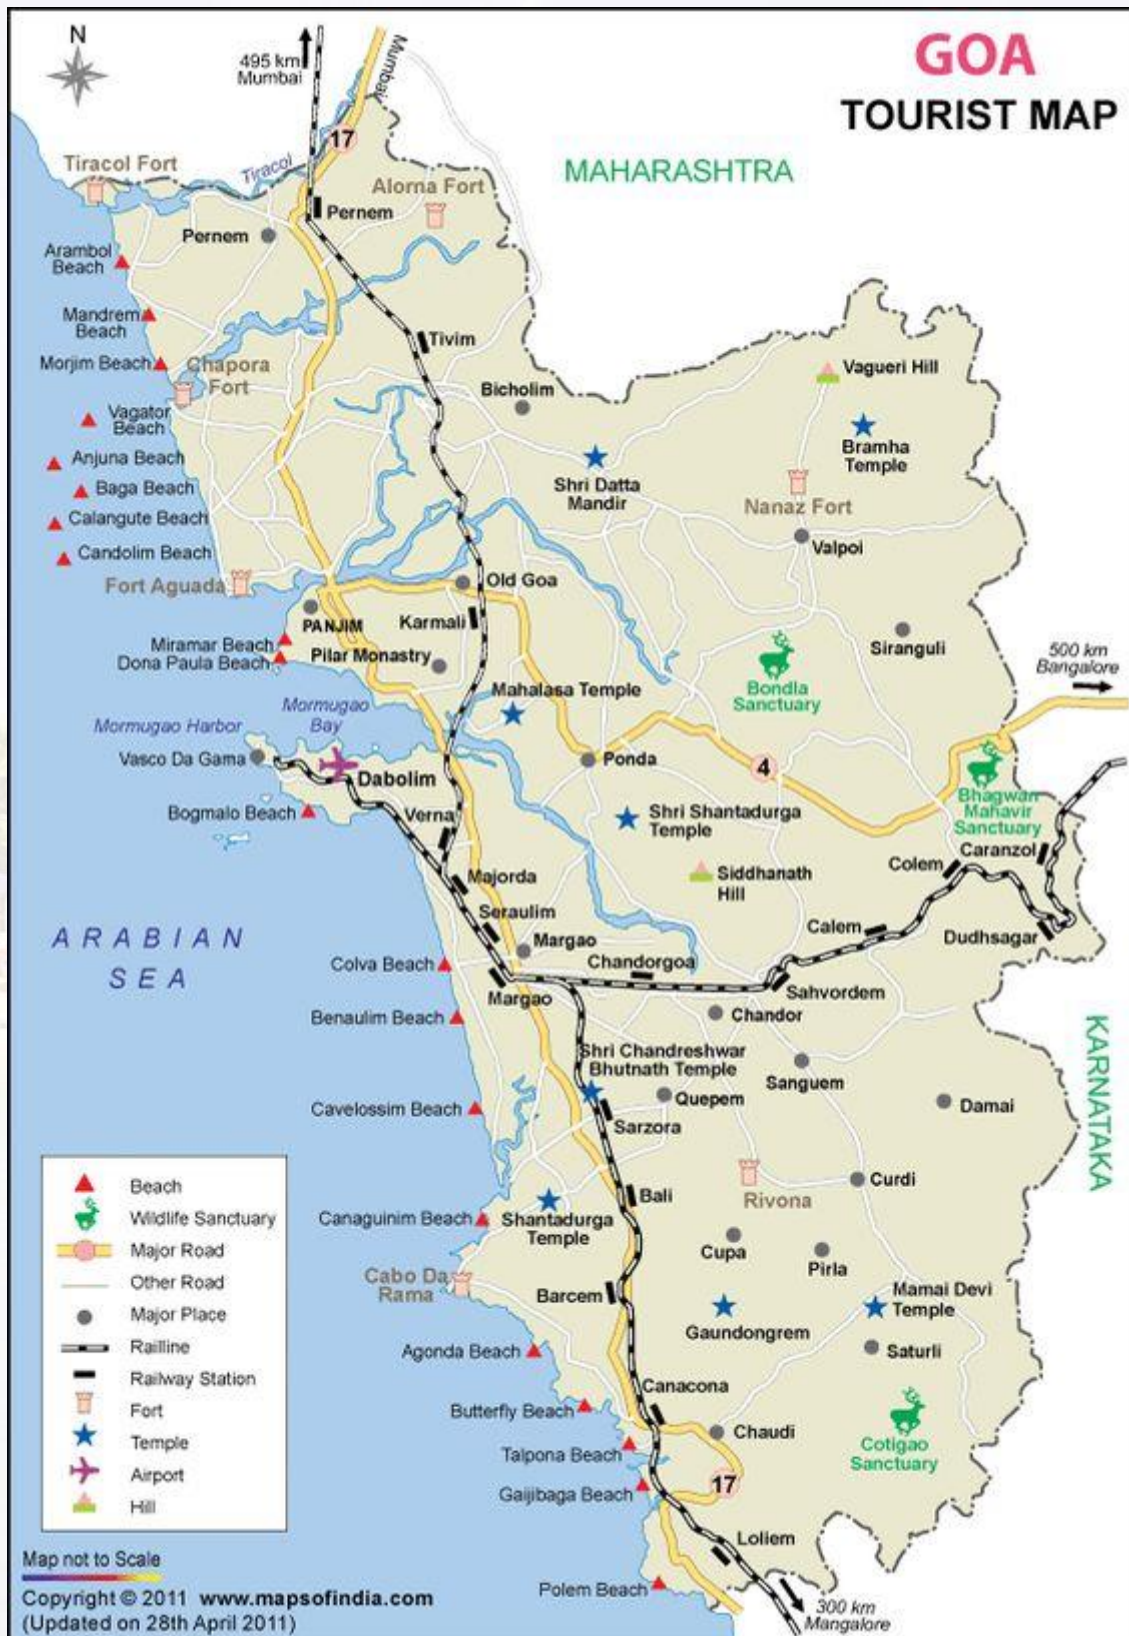 N
495 km
Mumbai
Mumbay
GOA
TOURIST MAP
17
MAHARASHTRA
Tiracol Fort
Tiracol
Alorna Fort
Pernem
Pernem
Arambol
Beach
Mandrem
Beach
Tivim
Morjim Beach
Chapora
Fort
Vagueri Hill
Bicholim
Vagator
Beach
Bramha
Temple
Anjuna Beach
Shri Datta
Mandir
Baga Beach
Nanaz Fort
Calangute Beach
Valpoi
Candolim Beach
Fort Aguada
Old Goa
PANJIM
Karmali
Miramar Beach
Dona Paula Beach
Pilar Monastry
Siranguli
500 km
Bangalore
Bondla
Sanctuary
Mahalasa Temple
Mormugao
Bay
Mormugao Harbor
Vasco Da Gama
Dabolim
Ponda
4
Bhagwan
Mahavir
Sanctuary
Bogmalo Beach
Verna
Shri Shantadurga
Temple
Caranzol
Colem
Majorda
Siddhanath
Hill
Seraulim
Calem
Dudhsagar
ARABIAN
SEA
Margao
Colva Beach
Chandorgoa
Margao
Sahvordem
Benaulim Beach
Chandor
KARNATAKA
Shri Chandreshwar
Bhutnath Temple
Sanguem
Cavelossim Beach
Quepem
Damai
Sarzora
Beach
Wildlife Sanctuary
Major Road
Other Road
Major Place
Railline
Railway Station
Fort
Temple
Airport
Hill
Bali
Rivona
Curdi
Canaguinim Beach
Shantadurga
Temple
Cupa
Pirla
Cabo Da
Rama
Barcem
Mamai Devi
Temple
Gaundongrem
Saturli
Agonda Beach
Canacona
Butterfly Beach
Chaudi
Talpona Beach
Cotigao
Sanctuary
Gaijibaga Beach
17
Loliem
Polem Beach
300 km
Mangalore
Map not to Scale
Copyright © 2011 www.mapsofindia.com
(Updated on 28th April 2011)